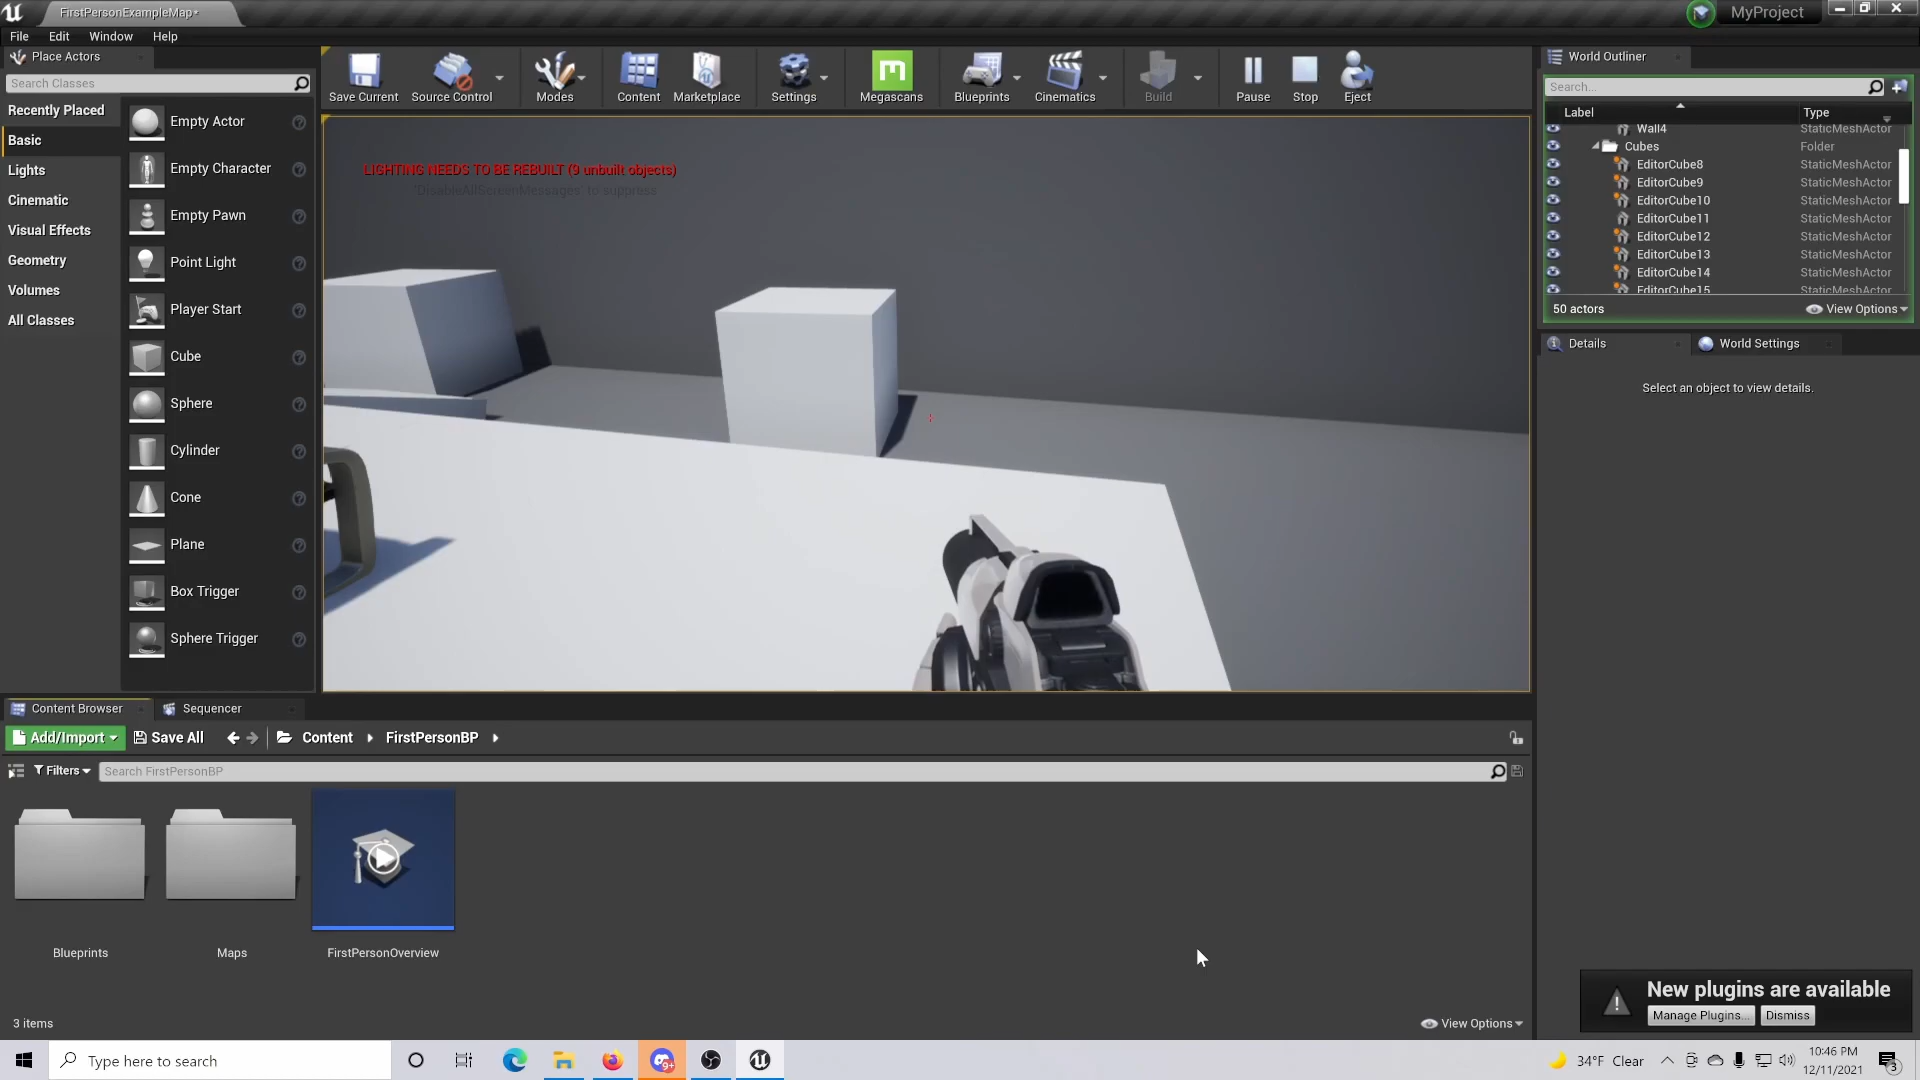 FirstPersonExampleMap*
MyProject
File Edit Window Help
Place Actors
Search Classes
Recently Placed
Basic
Lights
Cinematic
Visual Effects
Geometry
Volumes
All Classes
Empty Actor
Empty Character
Empty Pawn
Point Light
Player Start
Cube
Sphere
Cylinder
Cone
Plane
Box Trigger
Sphere Trigger
Save Current Source Control Modes Content Marketplace Settings Megascans Blueprints Cinematics Build Pause Stop Eject
LIGHTING NEEDS TO BE REBUILT (9 unbuilt objects)
'DisableAllScreenMessages' to suppress
World Outliner
Search...
Label Type
Wall4 StaticMeshActor
Cubes Folder
EditorCube8 StaticMeshActor
EditorCube9 StaticMeshActor
EditorCube10 StaticMeshActor
EditorCube11 StaticMeshActor
EditorCube12 StaticMeshActor
EditorCube13 StaticMeshActor
EditorCube14 StaticMeshActor
EditorCube15 StaticMeshActor
50 actors View Options
Details World Settings
Select an object to view details.
Content Browser Sequencer
Add/Import Save All Content FirstPersonBP
Filters Search FirstPersonBP
Blueprints Maps FirstPersonOverview
3 items View Options
New plugins are available
Manage Plugins... Dismiss
Type here to search
9+
34°F Clear
10:46 PM
12/11/2021
3